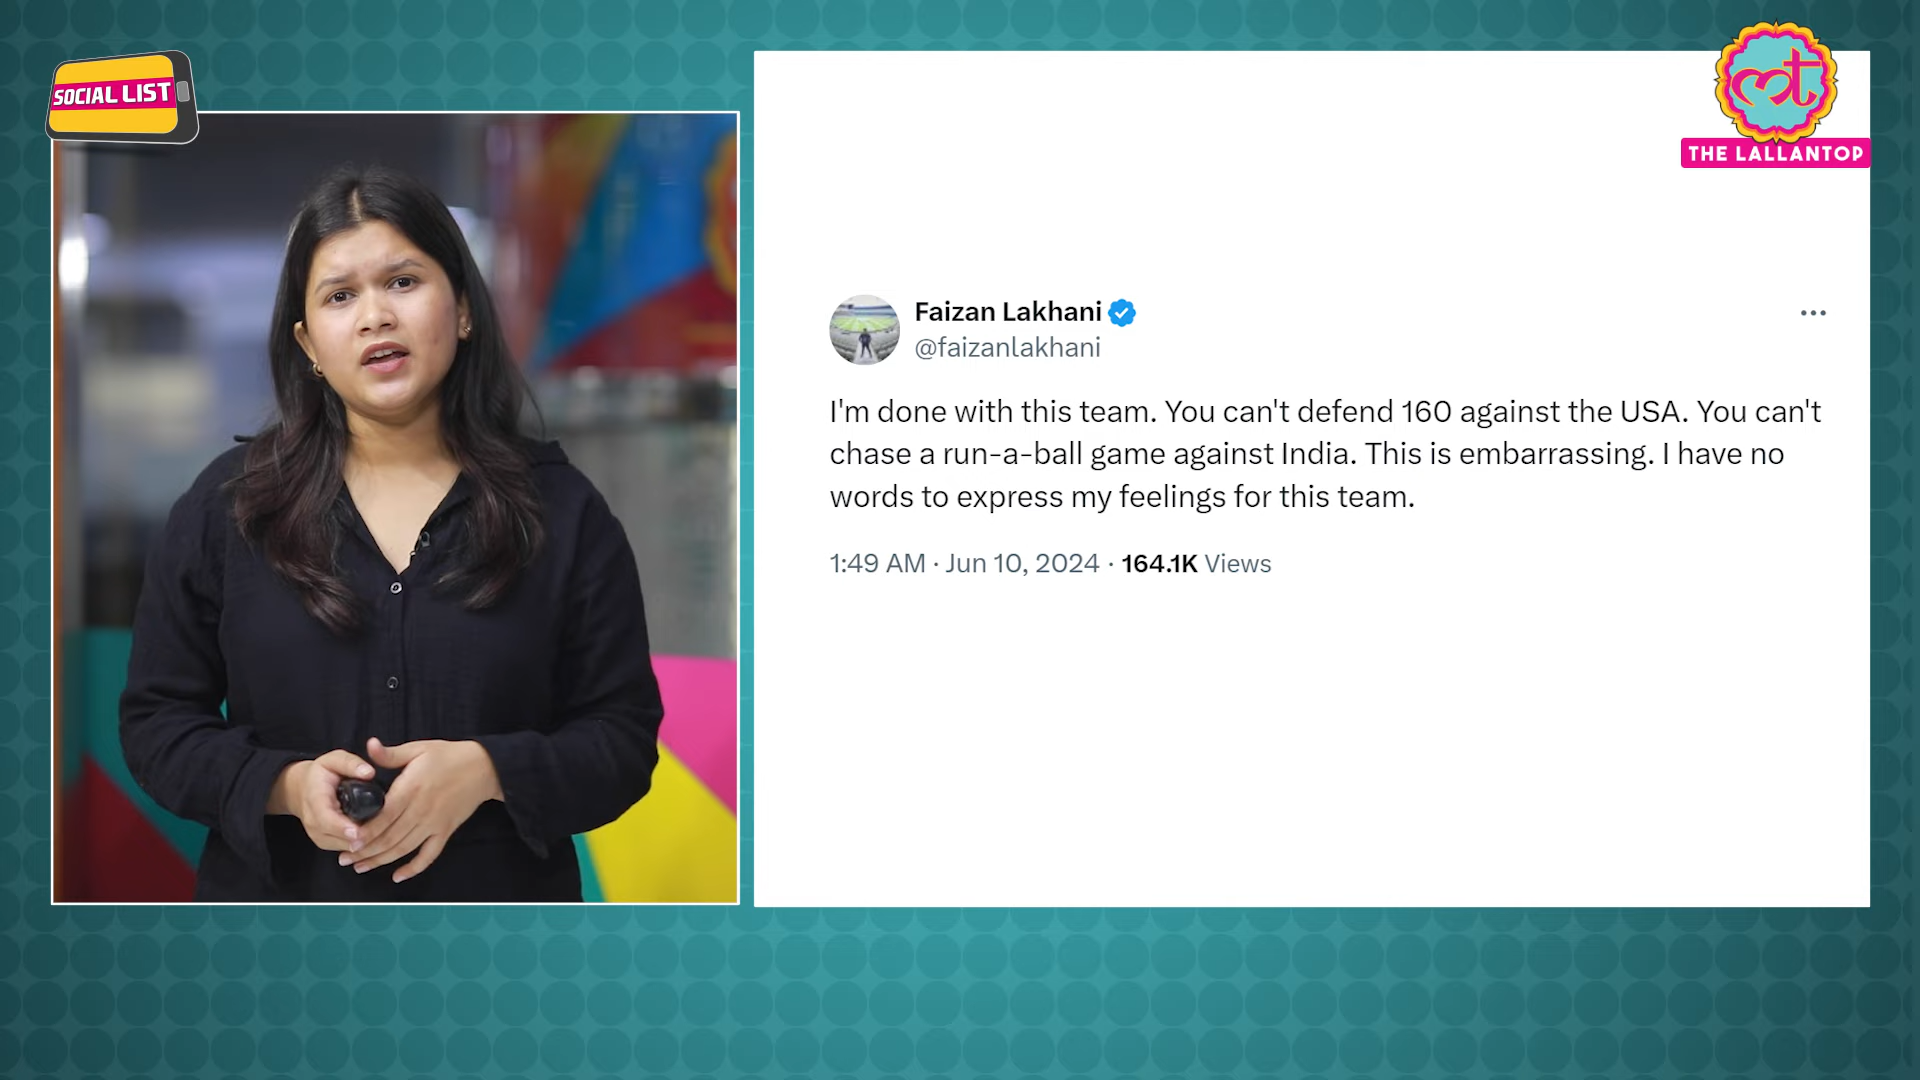 SOCIAL LIST
THE LALLANTOP
Faizan Lakhani
@faizanlakhani
I'm done with this team. You can't defend 160 against the USA. You can't
chase a run-a-ball game against India. This is embarrassing. I have no
words to express my feelings for this team.
1:49 AM · Jun 10, 2024 · 164.1K Views